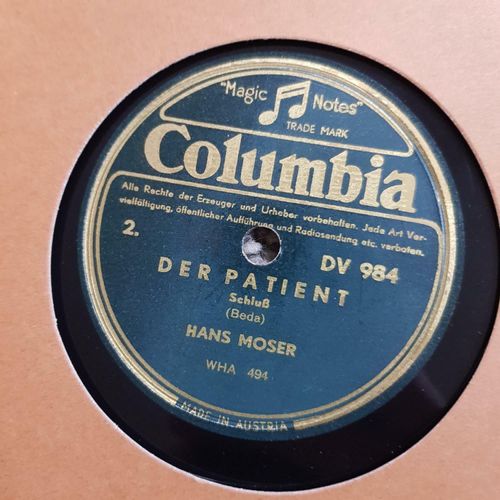 "Magic Notes"
TRADE MARK
Columbia
Alle Rechte der Erzeuger und Urheber vorbehalten. Jede Art Ver-
vielfältigung, öffentlicher Aufführung und Radiosendung etc. verboten.
2.
DV 984
DER PATIENT
Schluß
(Beda)
HANS MOSER
WHA 494
MADE IN AUSTRIA